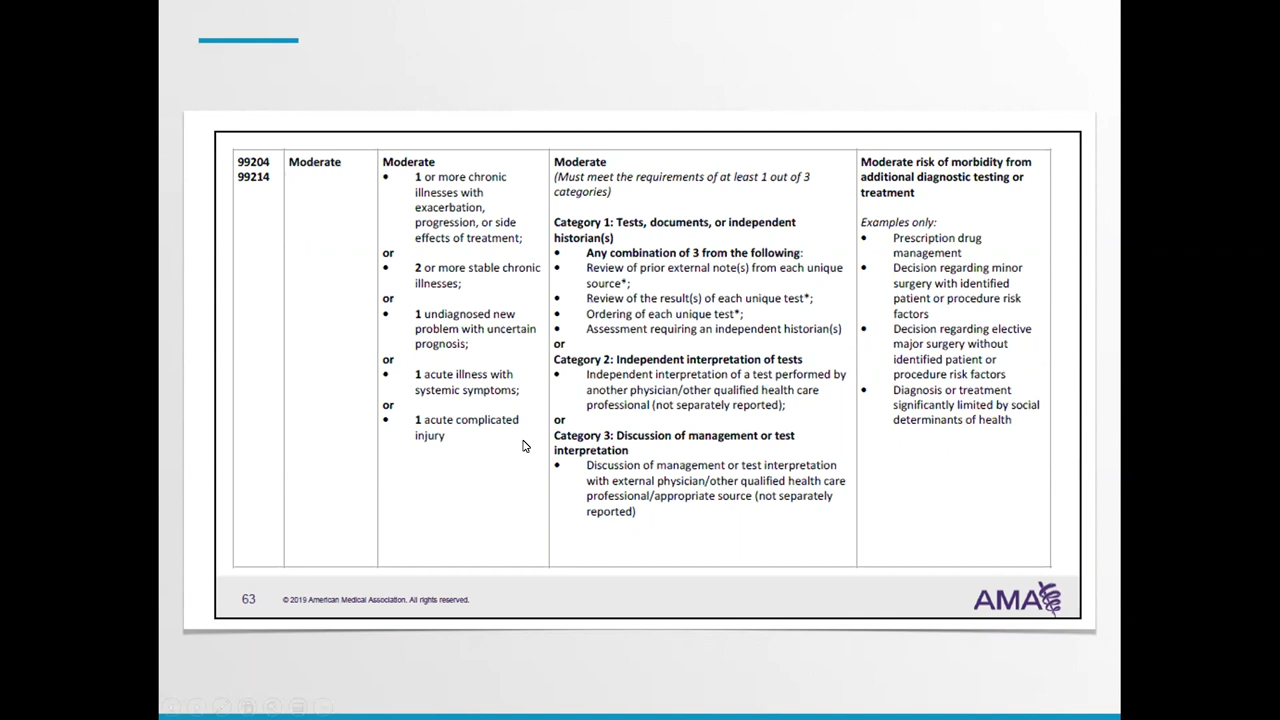 99204
99214
Moderate
Moderate
• 1 or more chronic
illnesses with
exacerbation,
progression, or side
effects of treatment;
or
• 2 or more stable chronic
illnesses;
or
• 1 undiagnosed new
problem with uncertain
prognosis;
or
• 1 acute illness with
systemic symptoms;
or
• 1 acute complicated
injury
Moderate
(Must meet the requirements of at least 1 out of 3
categories)
Category 1: Tests, documents, or independent
historian(s)
• Any combination of 3 from the following:
• Review of prior external note(s) from each unique
source*;
• Review of the result(s) of each unique test*;
• Ordering of each unique test*;
• Assessment requiring an independent historian(s)
or
Category 2: Independent interpretation of tests
• Independent interpretation of a test performed by
another physician/other qualified health care
professional (not separately reported);
or
Category 3: Discussion of management or test
interpretation
• Discussion of management or test interpretation
with external physician/other qualified health care
professional/appropriate source (not separately
reported)
Moderate risk of morbidity from
additional diagnostic testing or
treatment
Examples only:
• Prescription drug
management
• Decision regarding minor
surgery with identified
patient or procedure risk
factors
• Decision regarding elective
major surgery without
identified patient or
procedure risk factors
• Diagnosis or treatment
significantly limited by social
determinants of health
63
© 2019 American Medical Association. All rights reserved.
AMA